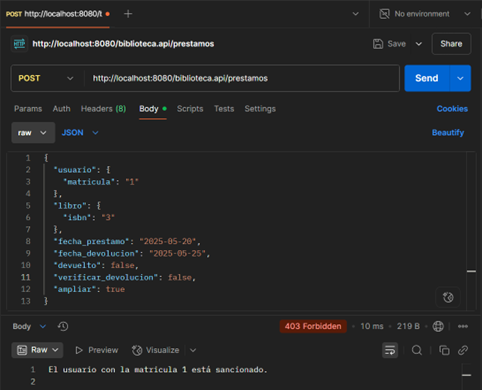 POST http://localhost:8080/t
No environment
HTTP http://localhost:8080/biblioteca.api/prestamos
Save
Share
POST http://localhost:8080/biblioteca.api/prestamos
Send
Params Auth Headers (8) Body Scripts Tests Settings Cookies
raw JSON Beautify
1 {
2 "usuario": {
3 "matricula": "1"
4 },
5 "libro": {
6 "isbn": "3"
7 },
8 "fecha_prestamo": "2025-05-20",
9 "fecha_devolucion": "2025-05-25",
10 "devuelto": false,
11 "verificar_devolucion": false,
12 "ampliar": true
13 }
Body 403 Forbidden • 10 ms • 219 B
Raw Preview Visualize
1 El usuario con la matricula 1 está sancionado.
2